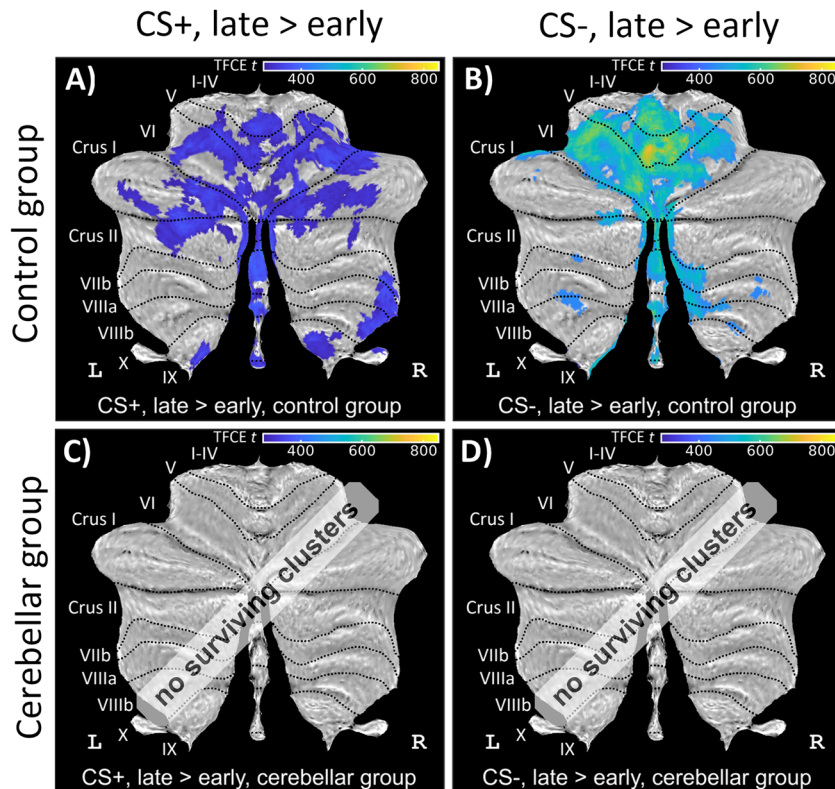 CS+, late > early
CS-, late > early
Control group
Cerebellar group
A)
TFCE t
400
600
800
I-IV
V
VI
Crus I
Crus II
VIIb
VIIIa
VIIIb
X
IX
L
R
CS+, late > early, control group
B)
TFCE t
400
600
800
I-IV
V
VI
Crus I
Crus II
VIIb
VIIIa
VIIIb
X
IX
L
R
CS-, late > early, control group
C)
TFCE t
400
600
800
I-IV
V
VI
Crus I
Crus II
VIIb
VIIIa
VIIIb
X
IX
L
R
no surviving clusters
CS+, late > early, cerebellar group
D)
TFCE t
400
600
800
I-IV
V
VI
Crus I
Crus II
VIIb
VIIIa
VIIIb
X
IX
L
R
no surviving clusters
CS-, late > early, cerebellar group